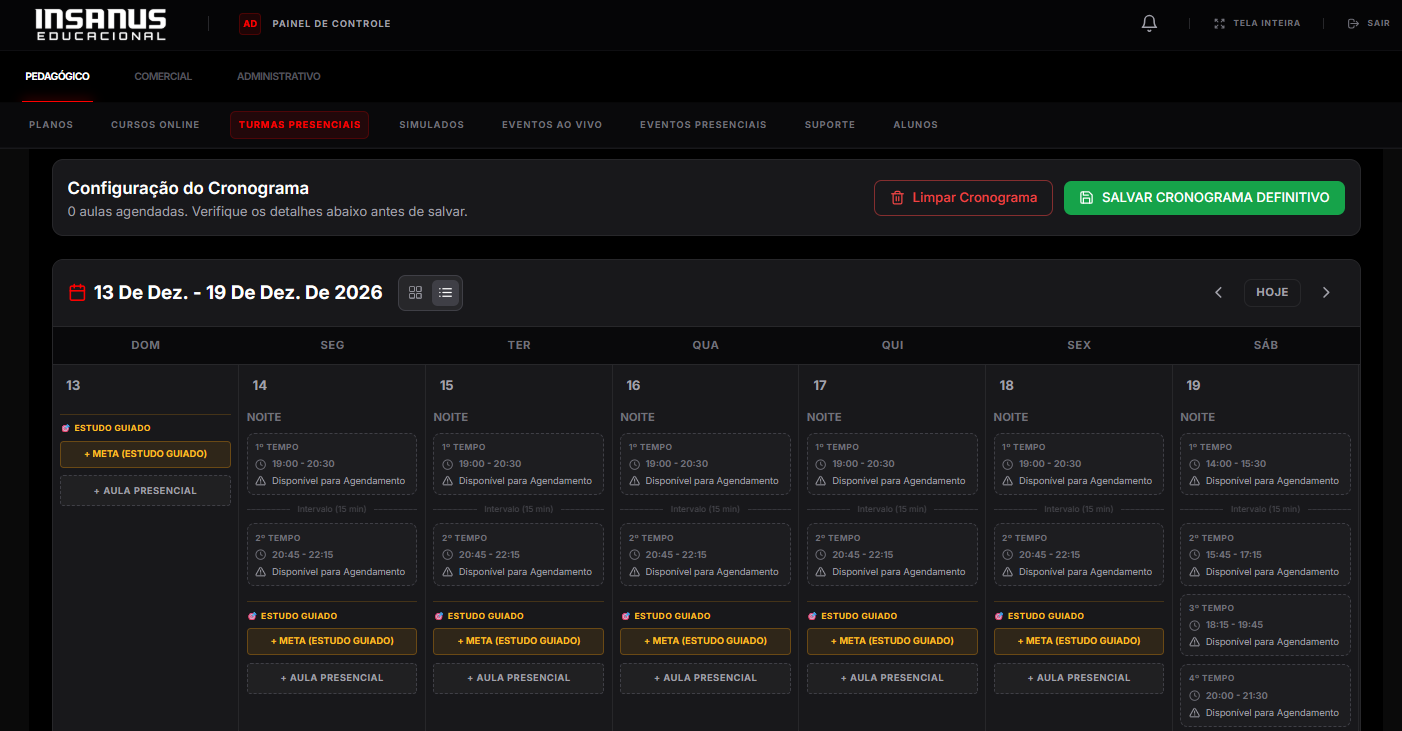 INSANUS
EDUCACIONAL
AD PAINEL DE CONTROLE
TELA INTEIRA
SAIR
PEDAGÓGICO COMERCIAL ADMINISTRATIVO
PLANOS CURSOS ONLINE TURMAS PRESENCIAIS SIMULADOS EVENTOS AO VIVO EVENTOS PRESENCIAIS SUPORTE ALUNOS
Configuração do Cronograma
0 aulas agendadas. Verifique os detalhes abaixo antes de salvar.
Limpar Cronograma
SALVAR CRONOGRAMA DEFINITIVO
13 De Dez. - 19 De Dez. De 2026
HOJE
DOM SEG TER QUA QUI SEX SÁB
13
ESTUDO GUIADO
+ META (ESTUDO GUIADO)
+ AULA PRESENCIAL
14
NOITE
1º TEMPO
19:00 - 20:30
Disponível para Agendamento
Intervalo (15 min)
2º TEMPO
20:45 - 22:15
Disponível para Agendamento
ESTUDO GUIADO
+ META (ESTUDO GUIADO)
+ AULA PRESENCIAL
15
NOITE
1º TEMPO
19:00 - 20:30
Disponível para Agendamento
Intervalo (15 min)
2º TEMPO
20:45 - 22:15
Disponível para Agendamento
ESTUDO GUIADO
+ META (ESTUDO GUIADO)
+ AULA PRESENCIAL
16
NOITE
1º TEMPO
19:00 - 20:30
Disponível para Agendamento
Intervalo (15 min)
2º TEMPO
20:45 - 22:15
Disponível para Agendamento
ESTUDO GUIADO
+ META (ESTUDO GUIADO)
+ AULA PRESENCIAL
17
NOITE
1º TEMPO
19:00 - 20:30
Disponível para Agendamento
Intervalo (15 min)
2º TEMPO
20:45 - 22:15
Disponível para Agendamento
ESTUDO GUIADO
+ META (ESTUDO GUIADO)
+ AULA PRESENCIAL
18
NOITE
1º TEMPO
19:00 - 20:30
Disponível para Agendamento
Intervalo (15 min)
2º TEMPO
20:45 - 22:15
Disponível para Agendamento
ESTUDO GUIADO
+ META (ESTUDO GUIADO)
+ AULA PRESENCIAL
19
NOITE
1º TEMPO
14:00 - 15:30
Disponível para Agendamento
Intervalo (15 min)
2º TEMPO
15:45 - 17:15
Disponível para Agendamento
3º TEMPO
18:15 - 19:45
Disponível para Agendamento
4º TEMPO
20:00 - 21:30
Disponível para Agendamento